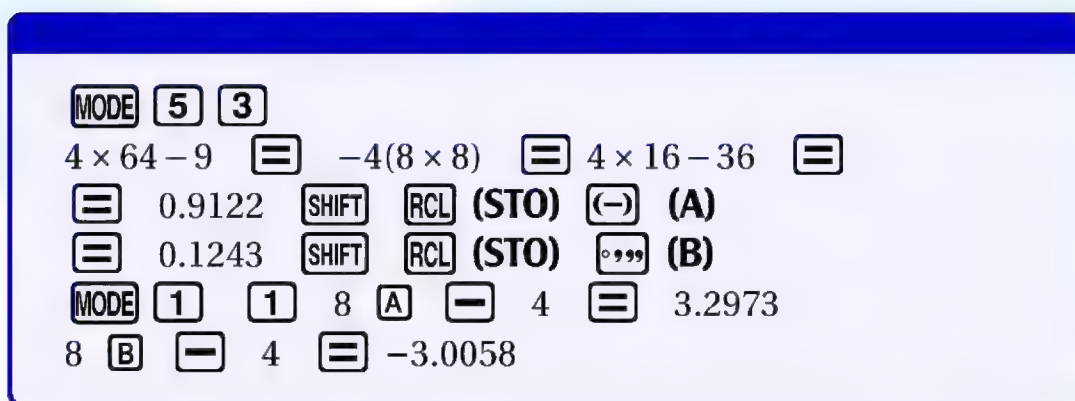 MODE 5 3
4 × 64 – 9 = –4(8 × 8) = 4 × 16 – 36 =
= 0.9122 SHIFT RCL (STO) (–) (A)
= 0.1243 SHIFT RCL (STO) °,,, (B)
MODE 1 1 8 A – 4 = 3.2973
8 B – 4 = –3.0058